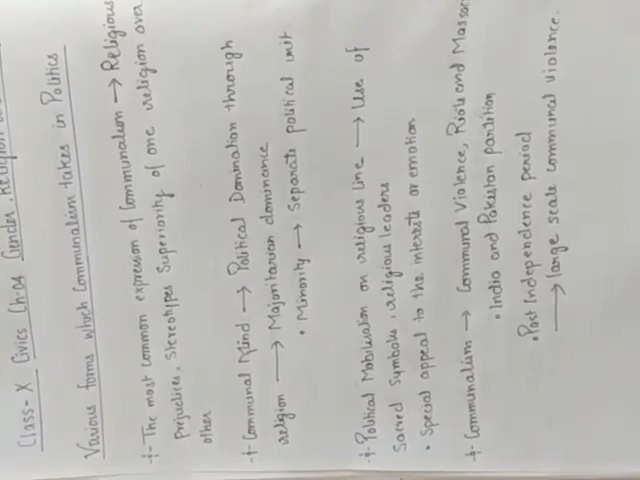 Class-X Civics Ch.04 Gender, Religion
Various forms which Communalism takes in Politics
-|- The most common expression of Communalism → Religious
Prejudices, Stereotypes Superiority of one religion over
other
-|- Communal Mind → Political Domination through
religion → Majoritarian dominance
• Minority → Separate political unit
-|- Political Mobilisation on religious line → Use of
Sacred Symbols, religious leaders
• Special appeal to the interests or emotion
-|- Communalism → Communal Violence, Riots and
• India and Pakistan partition
• Post Independence period
→ large scale communal violence.